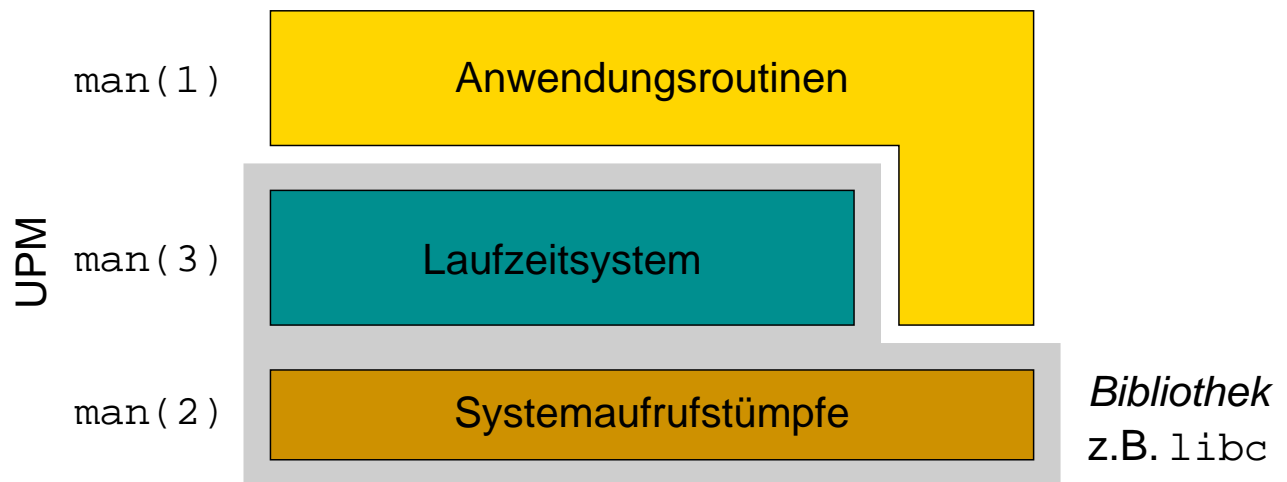 man(1)
Anwendungsroutinen
UPM
man(3)
Laufzeitsystem
man(2)
Systemaufrufstümpfe
Bibliothek
z.B. libc